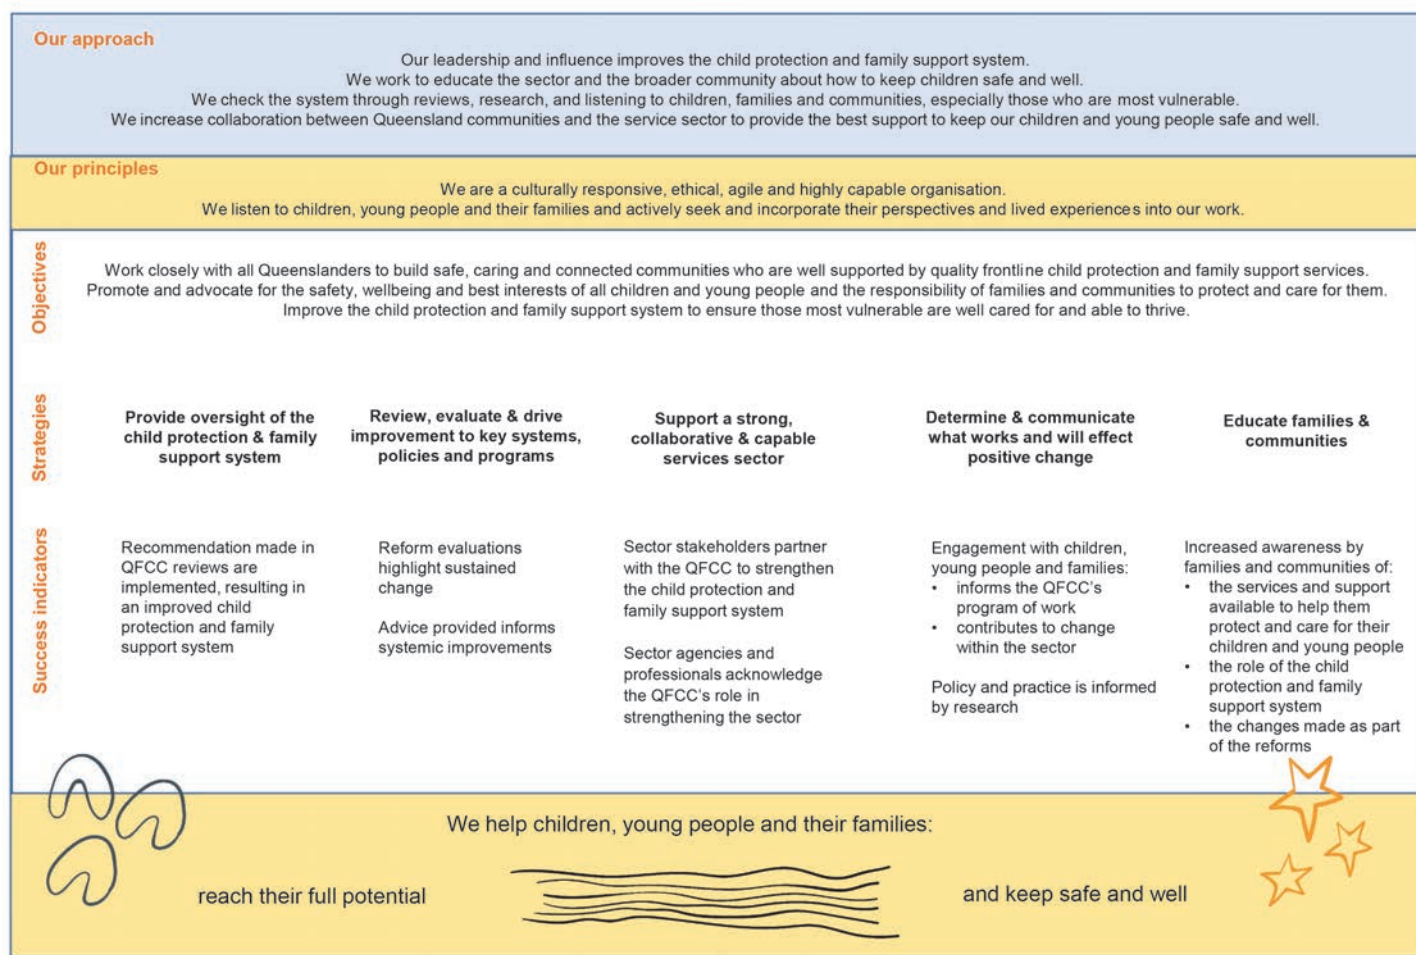 Our approach
Our leadership and influence improves the child protection and family support system.
We work to educate the sector and the broader community about how to keep children safe and well.
We check the system through reviews, research, and listening to children, families and communities, especially those who are most vulnerable.
We increase collaboration between Queensland communities and the service sector to provide the best support to keep our children and young people safe and well.
Our principles
We are a culturally responsive, ethical, agile and highly capable organisation.
We listen to children, young people and their families and actively seek and incorporate their perspectives and lived experiences into our work.
Objectives
Work closely with all Queenslanders to build safe, caring and connected communities who are well supported by quality frontline child protection and family support services.
Promote and advocate for the safety, wellbeing and best interests of all children and young people and the responsibility of families and communities to protect and care for them.
Improve the child protection and family support system to ensure those most vulnerable are well cared for and able to thrive.
Strategies
Provide oversight of the
child protection & family
support system
Review, evaluate & drive
improvement to key systems,
policies and programs
Support a strong,
collaborative & capable
services sector
Determine & communicate
what works and will effect
positive change
Educate families &
communities
Success indicators
Recommendation made in
QFCC reviews are
implemented, resulting in
an improved child
protection and family
support system
Reform evaluations
highlight sustained
change
Advice provided informs
systemic improvements
Sector stakeholders partner
with the QFCC to strengthen
the child protection and
family support system
Sector agencies and
professionals acknowledge
the QFCC's role in
strengthening the sector
Engagement with children,
young people and families:
• informs the QFCC's
program of work
• contributes to change
within the sector
Policy and practice is informed
by research
Increased awareness by
families and communities of:
• the services and support
available to help them
protect and care for their
children and young people
• the role of the child
protection and family
support system
• the changes made as part
of the reforms
We help children, young people and their families:
reach their full potential
and keep safe and well